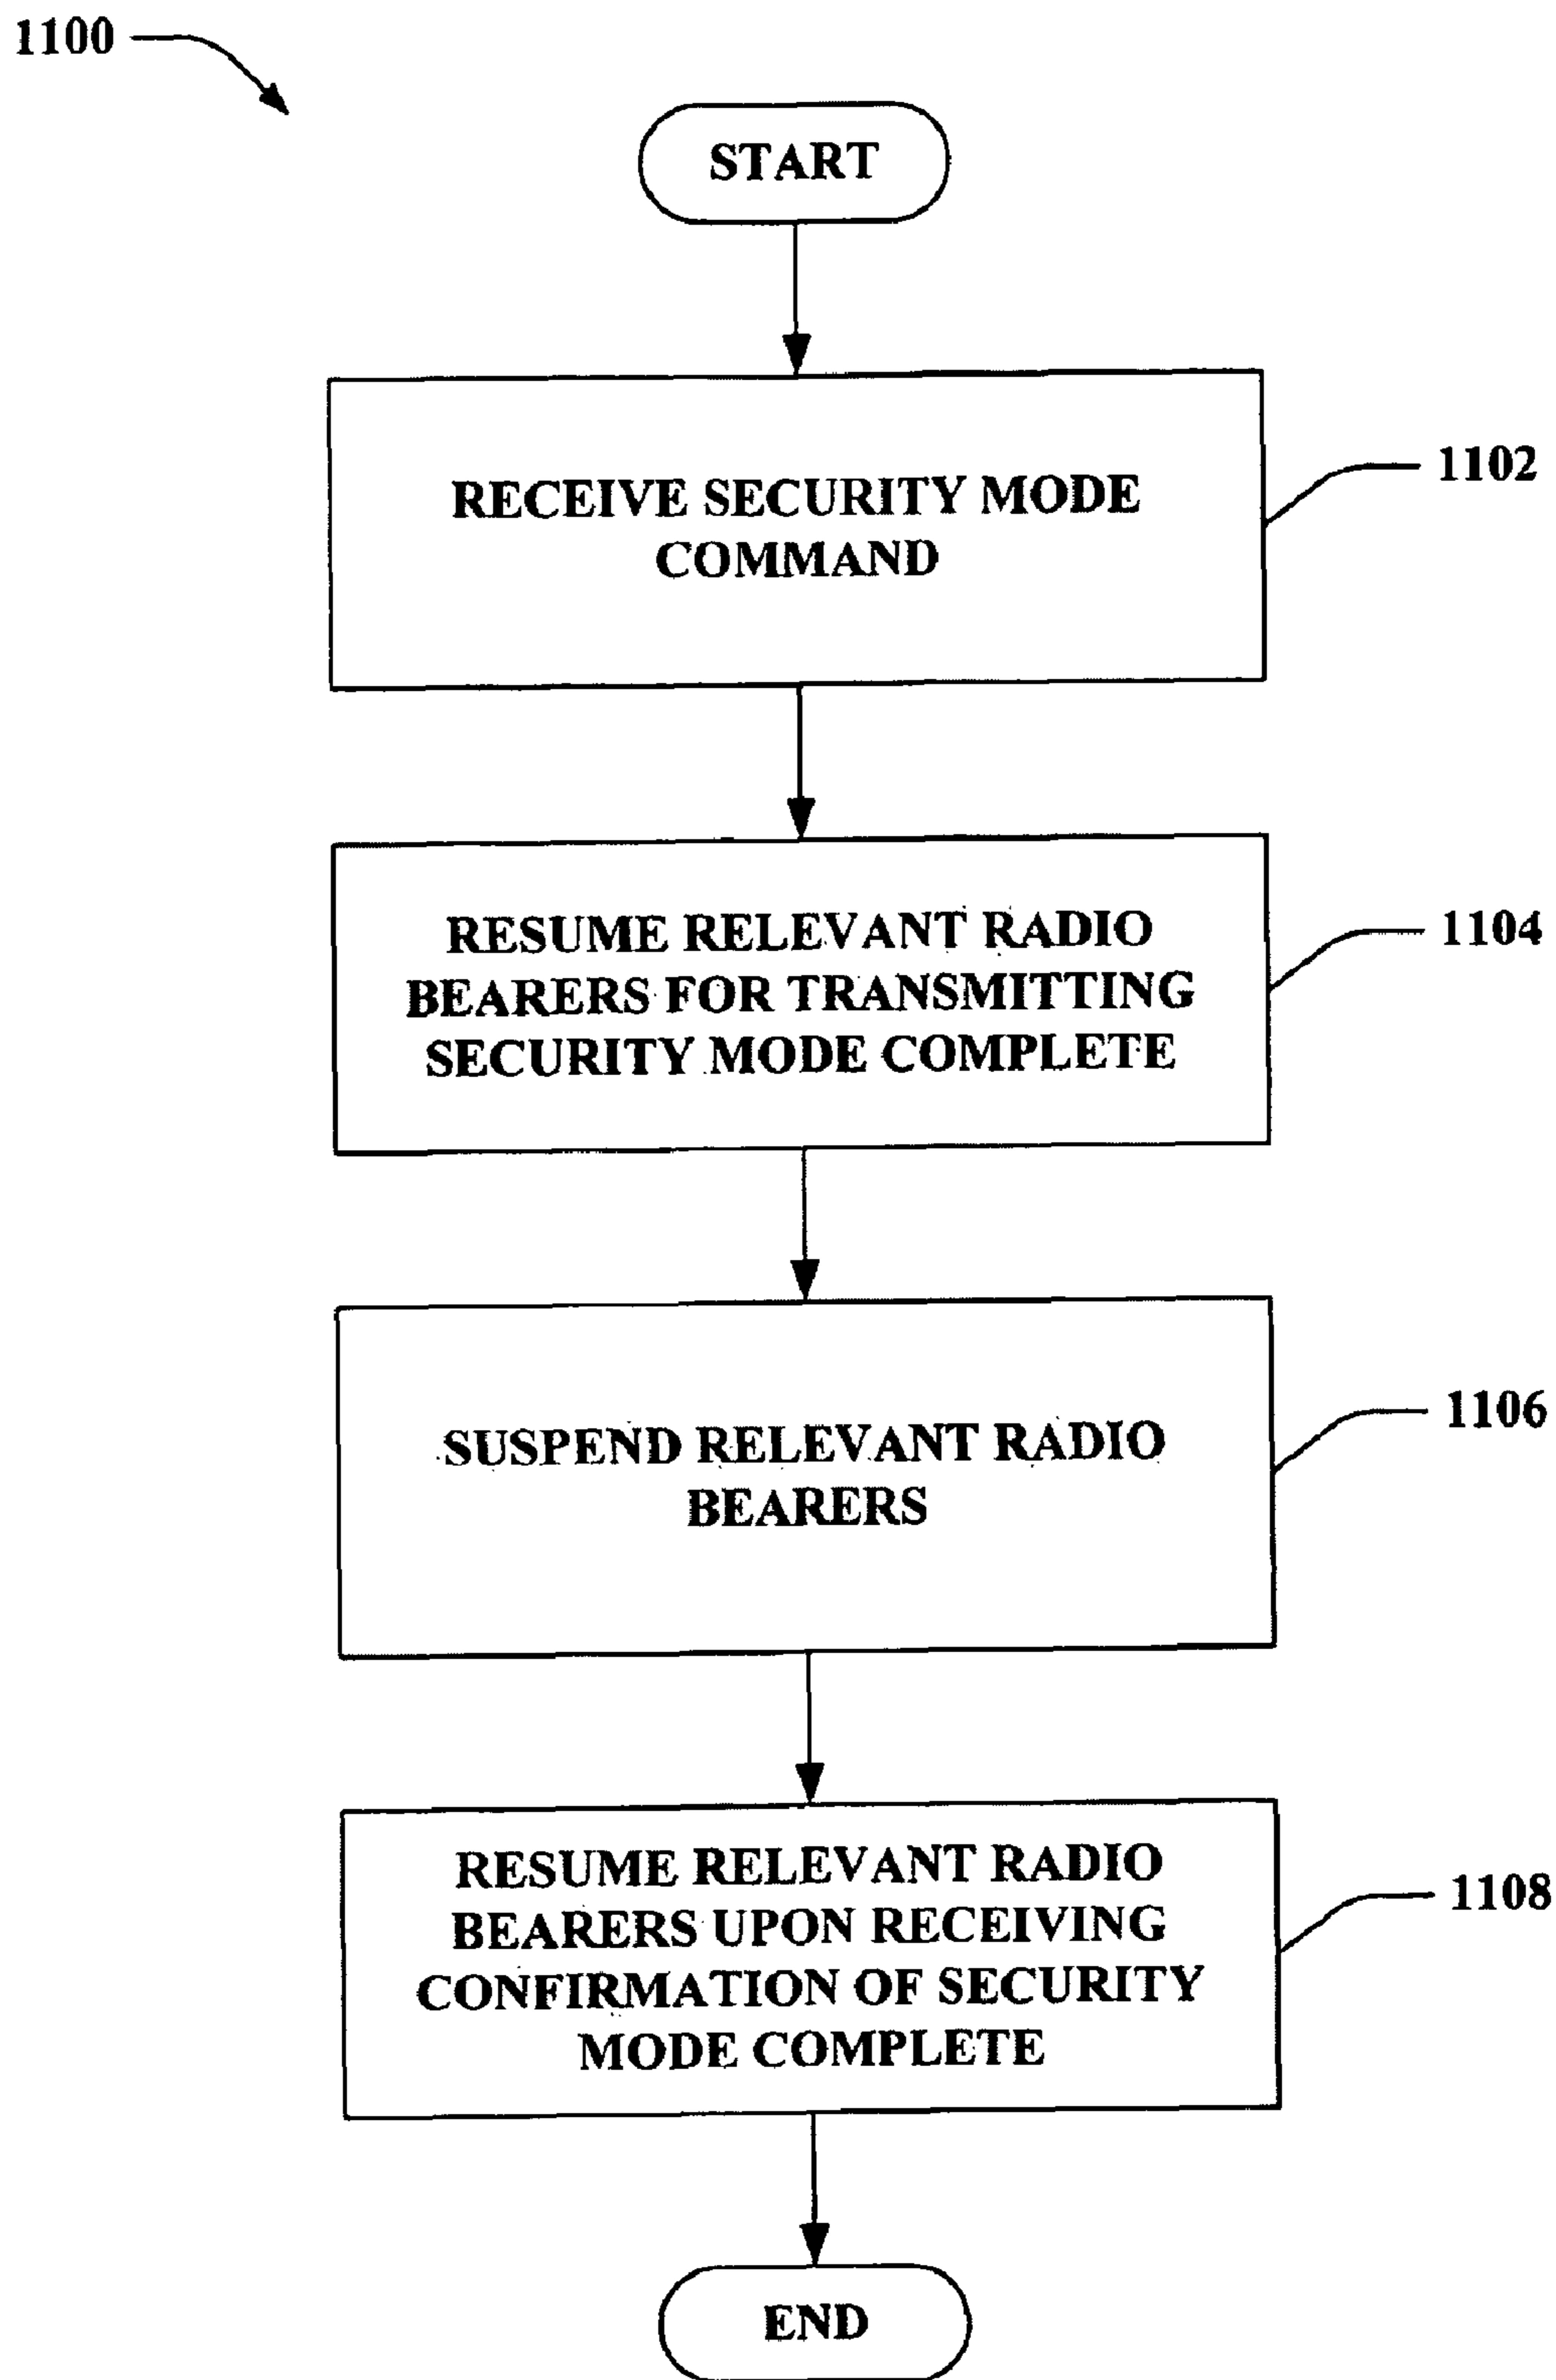 1100
START
RECEIVE SECURITY MODE
COMMAND
1102
RESUME RELEVANT RADIO
BEARERS FOR TRANSMITTING
SECURITY MODE COMPLETE
1104
SUSPEND RELEVANT RADIO
BEARERS
1106
RESUME RELEVANT RADIO
BEARERS UPON RECEIVING
CONFIRMATION OF SECURITY
MODE COMPLETE
1108
END